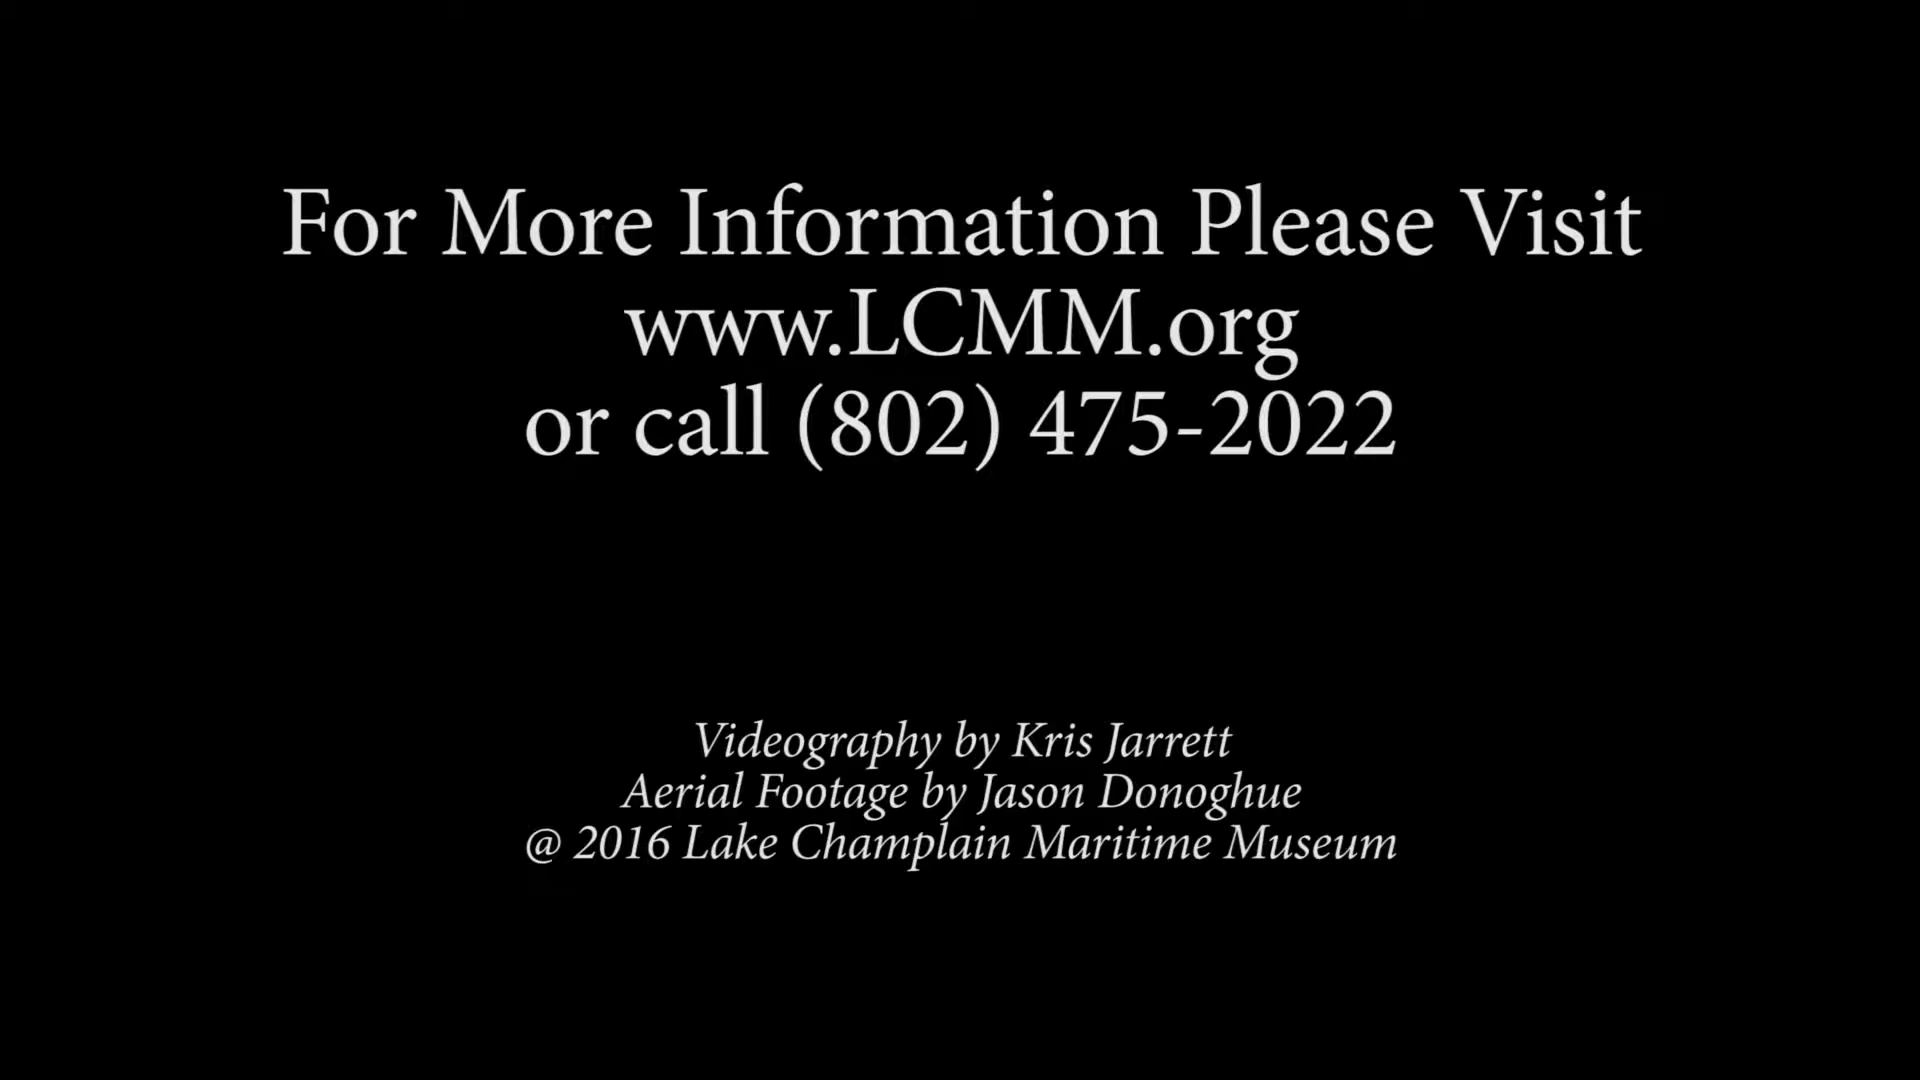 For More Information Please Visit
www.LCMM.org
or call (802) 475-2022
Videography by Kris Jarrett
Aerial Footage by Jason Donoghue
@ 2016 Lake Champlain Maritime Museum